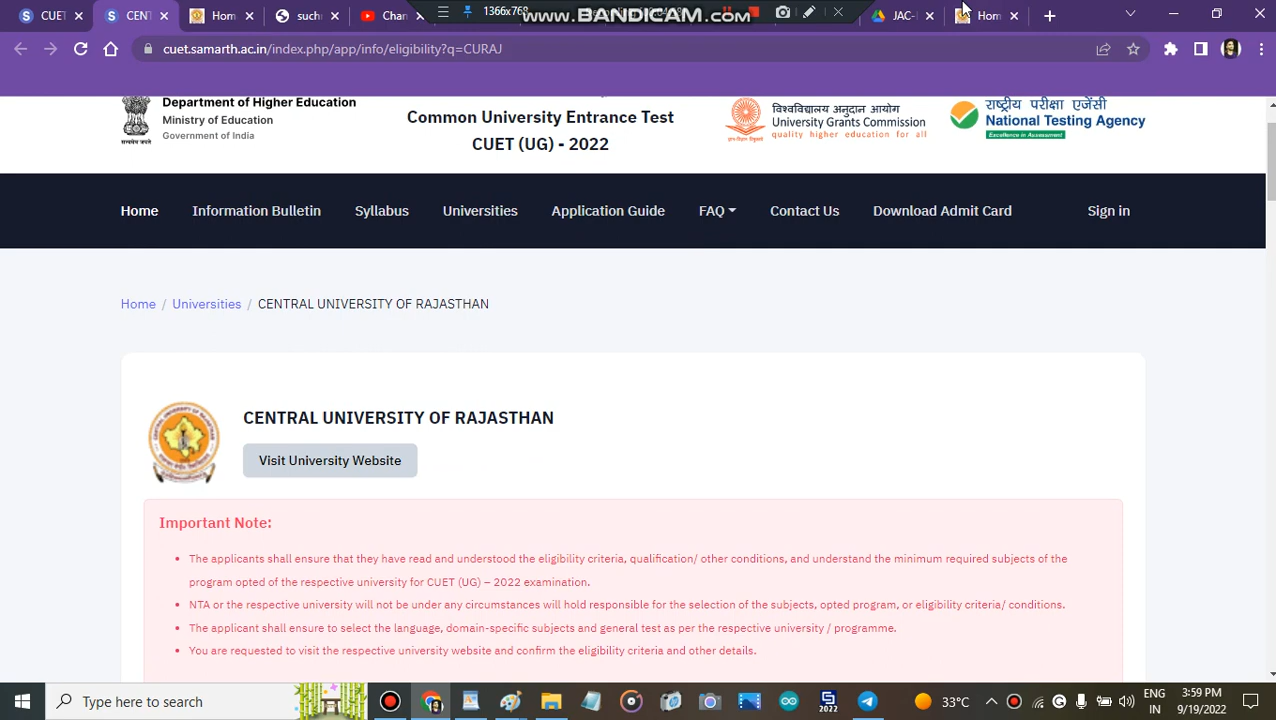 CUET
CENT
Hom
such
Chan
1366x768
www.BANDICAM.com
JAC-
Hom
cuet.samarth.ac.in/index.php/app/info/eligibility?q=CURAJ
Department of Higher Education
Ministry of Education
Government of India
सत्यमेव जयते
Common University Entrance Test
CUET (UG) - 2022
विश्वविद्यालय अनुदान आयोग
University Grants Commission
quality higher education for all
राष्ट्रीय परीक्षा एजेंसी
National Testing Agency
Excellence in Assessment
Home
Information Bulletin
Syllabus
Universities
Application Guide
FAQ
Contact Us
Download Admit Card
Sign in
Home / Universities / CENTRAL UNIVERSITY OF RAJASTHAN
CENTRAL UNIVERSITY OF RAJASTHAN
Visit University Website
Important Note:
• The applicants shall ensure that they have read and understood the eligibility criteria, qualification/ other conditions, and understand the minimum required subjects of the
program opted of the respective university for CUET (UG) – 2022 examination.
• NTA or the respective university will not be under any circumstances will hold responsible for the selection of the subjects, opted program, or eligibility criteria/ conditions.
• The applicant shall ensure to select the language, domain-specific subjects and general test as per the respective university / programme.
• You are requested to visit the respective university website and confirm the eligibility criteria and other details.
Type here to search
2022
33°C
ENG
IN
3:59 PM
9/19/2022